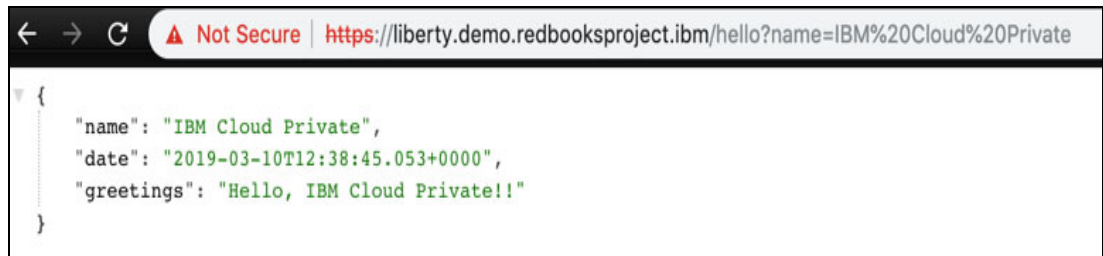 Not Secure | https://liberty.demo.redbooksproject.ibm/hello?name=IBM%20Cloud%20Private
{
"name": "IBM Cloud Private",
"date": "2019-03-10T12:38:45.053+0000",
"greetings": "Hello, IBM Cloud Private!!"
}